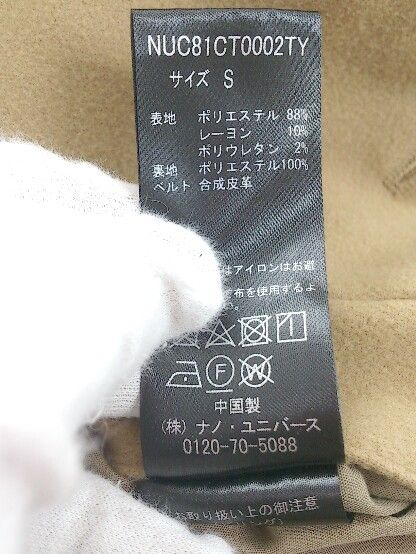 NUC81CT0002TY
サイズ S
表地 ポリエステル 88%
レーヨン 10%
ポリウレタン 2%
裏地 ポリエステル100%
ベルト 合成皮革
はアイロンはお避
布を使用するよ
F W
中国製
(株) ナノ・ユニバース
0120-70-5088
お取り扱い上の御注意